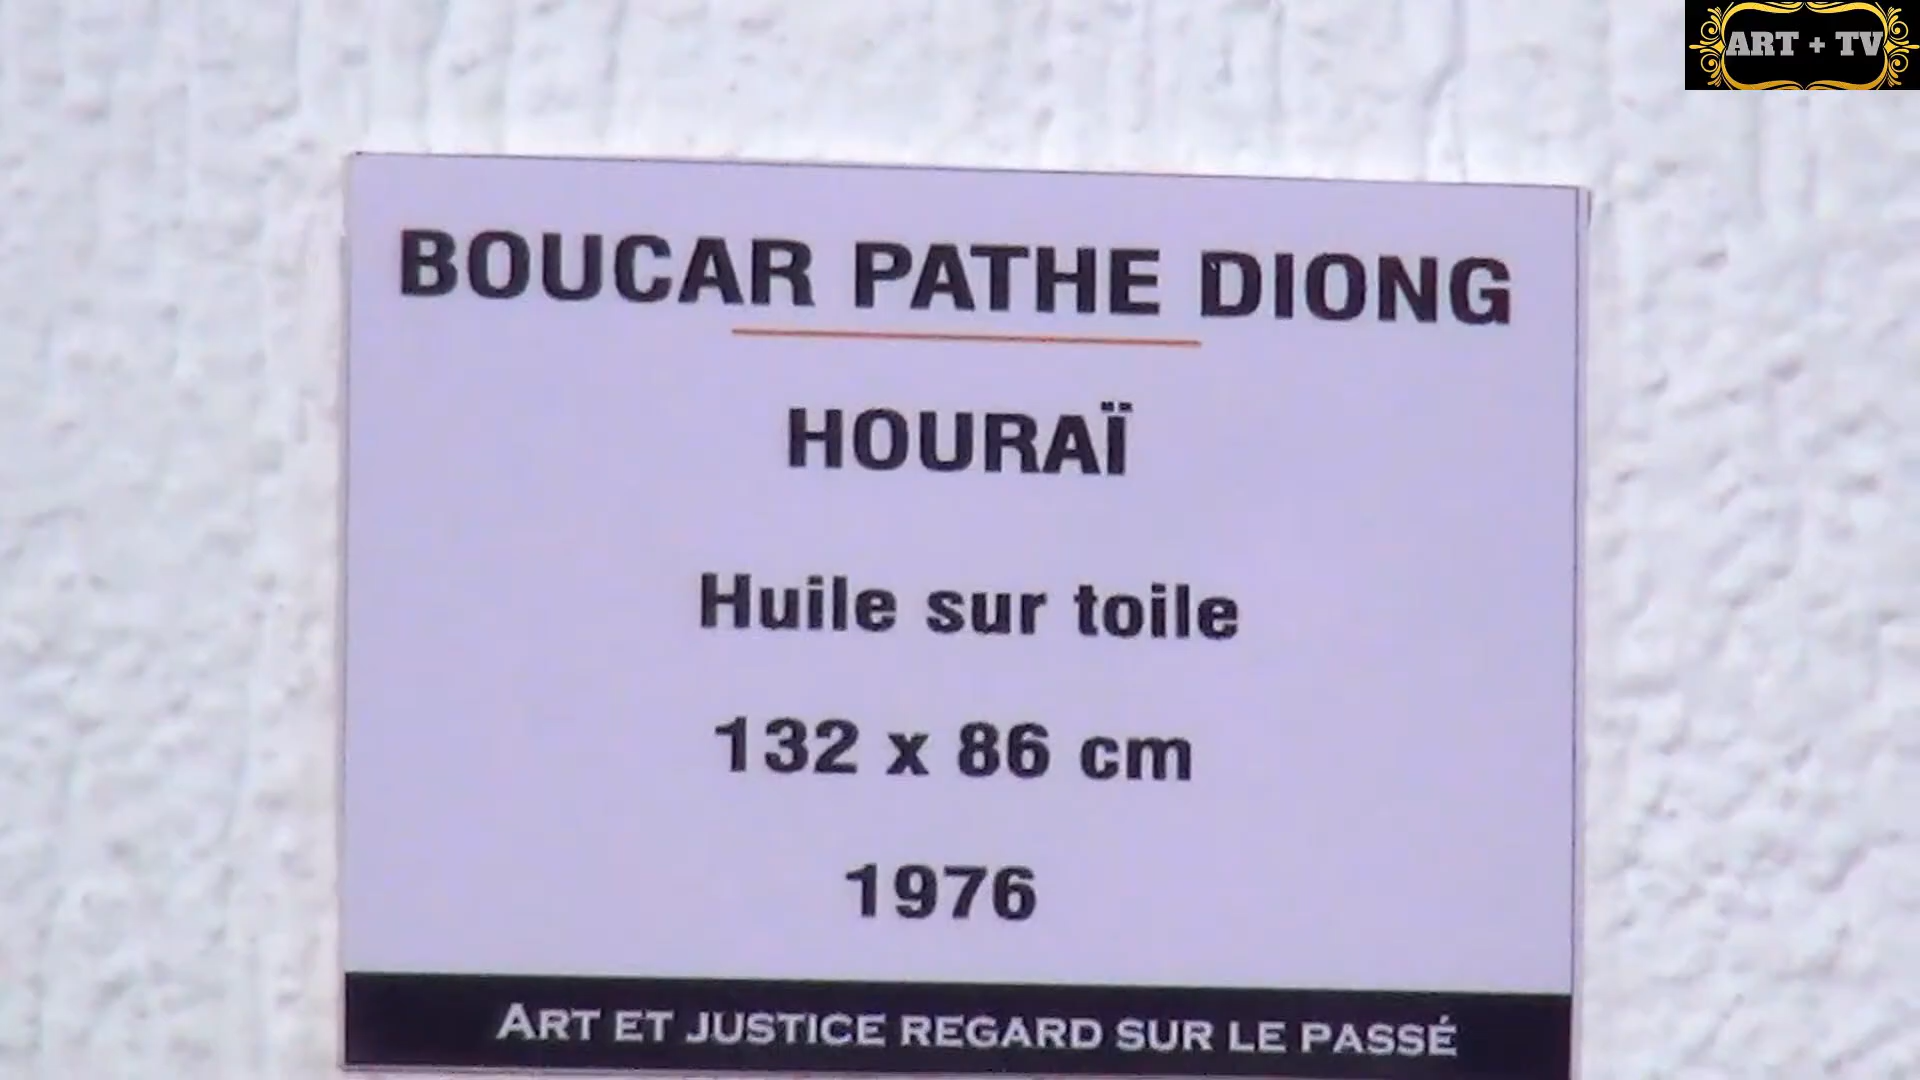 ART + TV
BOUCAR PATHE DIONG
HOURAÏ
Huile sur toile
132 x 86 cm
1976
ART ET JUSTICE REGARD SUR LE PASSÉ